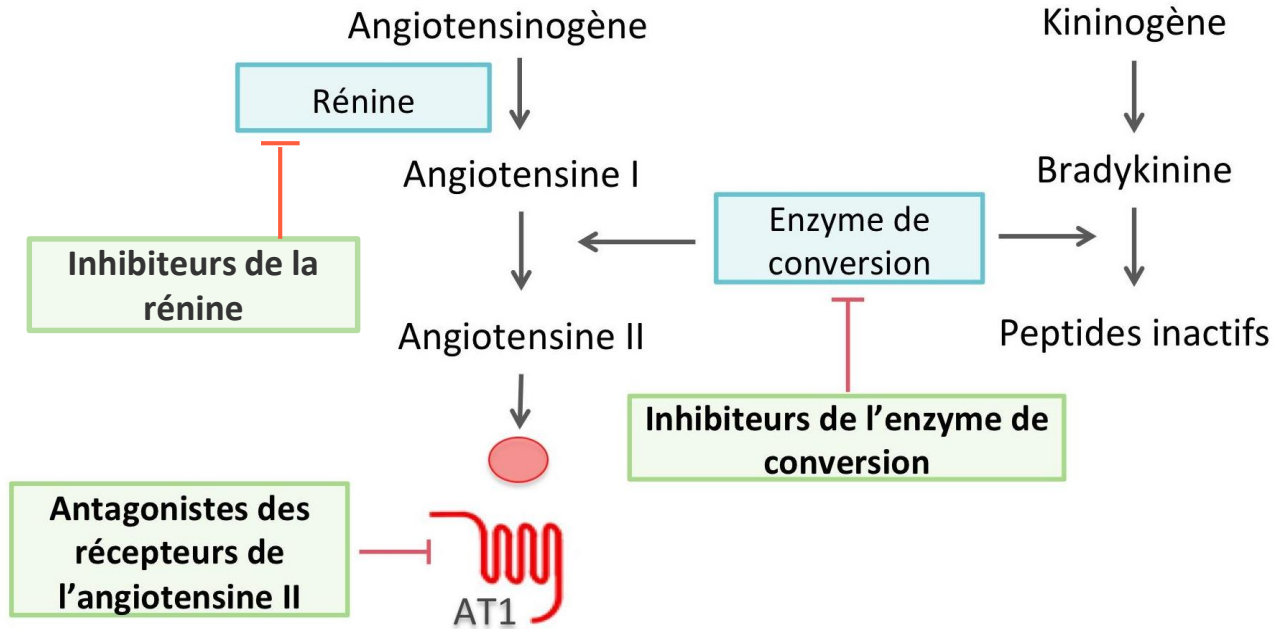 Angiotensinogène
Kininogène
Rénine
Angiotensine I
Bradykinine
Enzyme de
conversion
Inhibiteurs de la
rénine
Angiotensine II
Peptides inactifs
Inhibiteurs de l’enzyme de
conversion
Antagonistes des
récepteurs de
l’angiotensine II
AT1